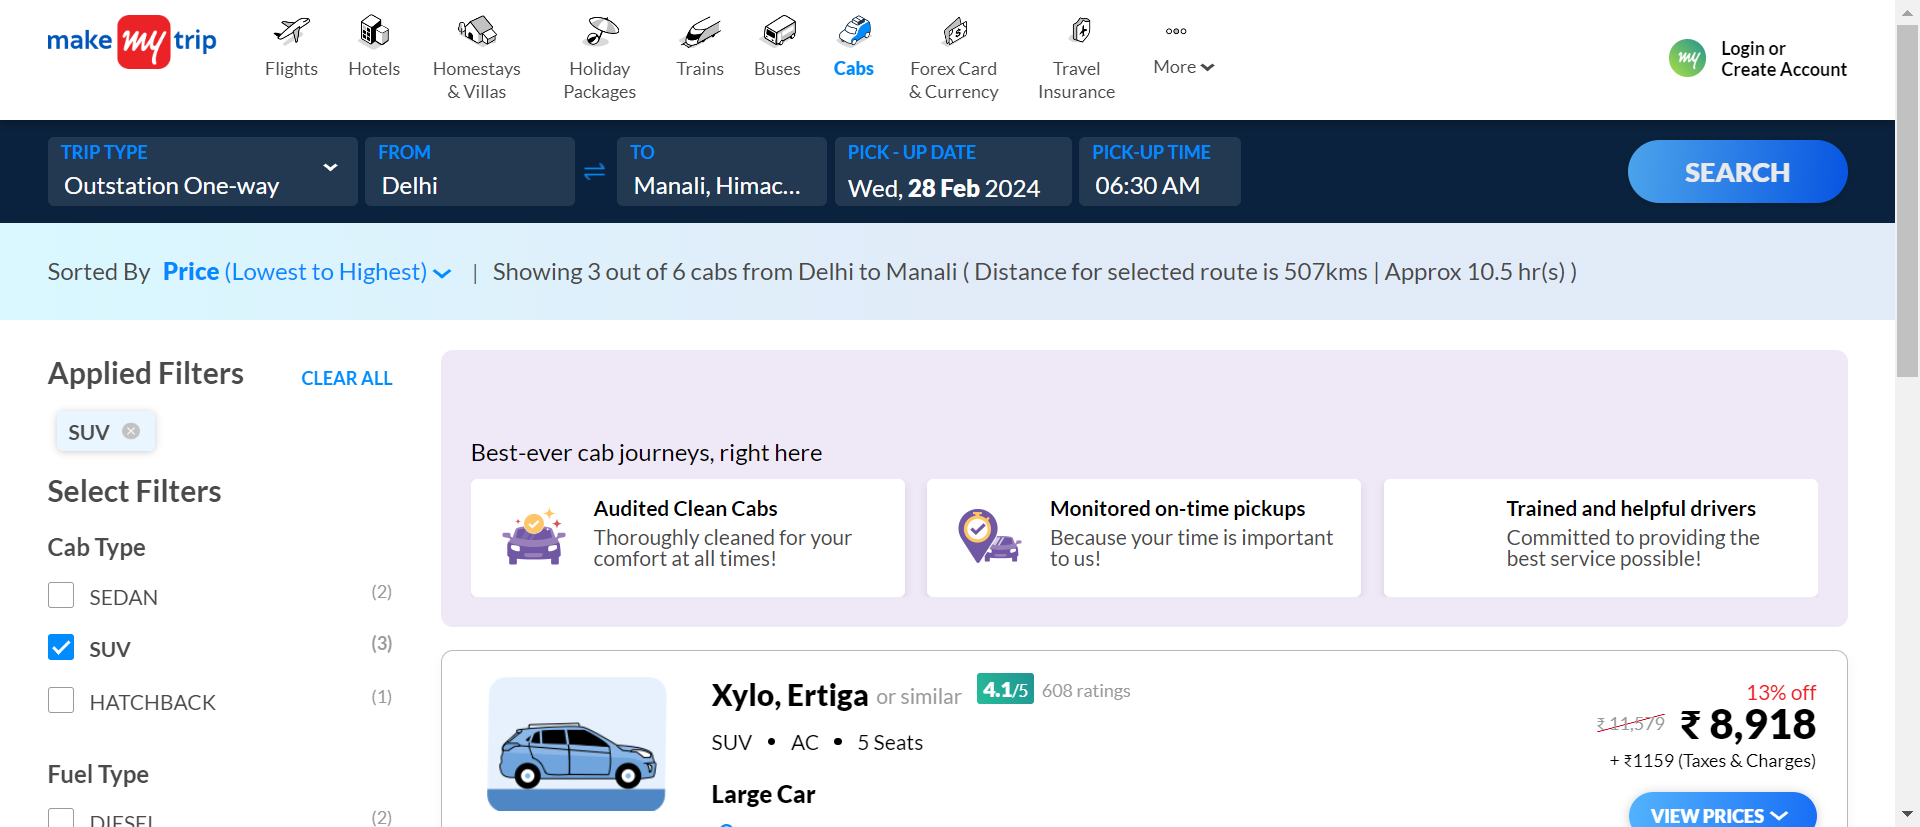 make my trip
Flights
Hotels
Homestays
& Villas
Holiday
Packages
Trains
Buses
Cabs
Forex Card
& Currency
Travel
Insurance
More
my
Login or
Create Account
TRIP TYPE
Outstation One-way
FROM
Delhi
TO
Manali, Himac...
PICK - UP DATE
Wed, 28 Feb 2024
PICK-UP TIME
06:30 AM
SEARCH
Sorted By Price (Lowest to Highest) | Showing 3 out of 6 cabs from Delhi to Manali ( Distance for selected route is 507kms | Approx 10.5 hr(s) )
Applied Filters
CLEAR ALL
SUV
Select Filters
Cab Type
SEDAN (2)
SUV (3)
HATCHBACK (1)
Fuel Type
DIESEL (2)
Best-ever cab journeys, right here
Audited Clean Cabs
Thoroughly cleaned for your
comfort at all times!
Monitored on-time pickups
Because your time is important
to us!
Trained and helpful drivers
Committed to providing the
best service possible!
Xylo, Ertiga or similar 4.1/5 608 ratings
SUV • AC • 5 Seats
Large Car
13% off
₹ 11,579 ₹ 8,918
+ ₹1159 (Taxes & Charges)
VIEW PRICES